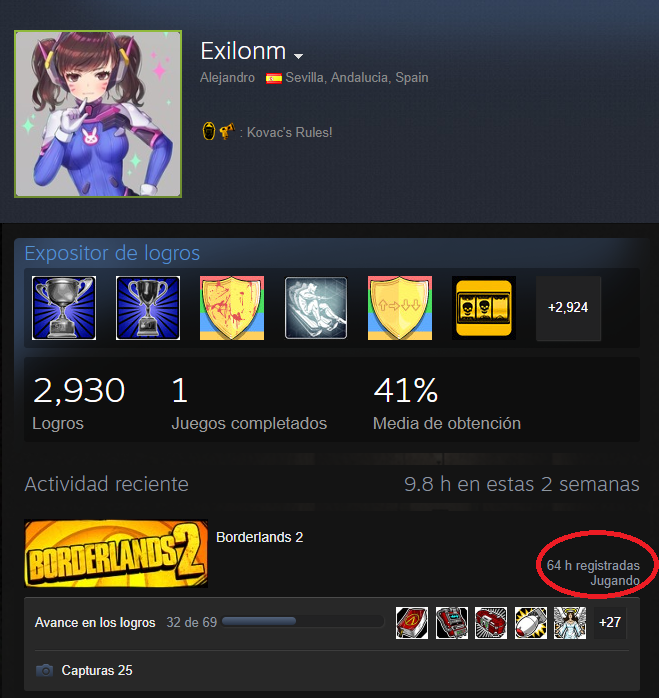 Exilonm
Alejandro Sevilla, Andalucia, Spain
: Kovac's Rules!
Expositor de logros
+2,924
2,930 1 41%
Logros Juegos completados Media de obtención
Actividad reciente 9.8 h en estas 2 semanas
BORDERLANDS 2
Borderlands 2
64 h registradas
Jugando
Avance en los logros 32 de 69 +27
Capturas 25